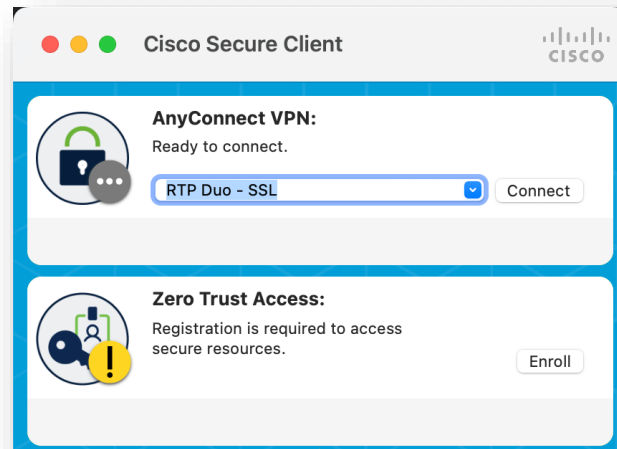 Cisco Secure Client
CISCO
AnyConnect VPN:
Ready to connect.
RTP Duo - SSL
Connect
Zero Trust Access:
Registration is required to access
secure resources.
Enroll